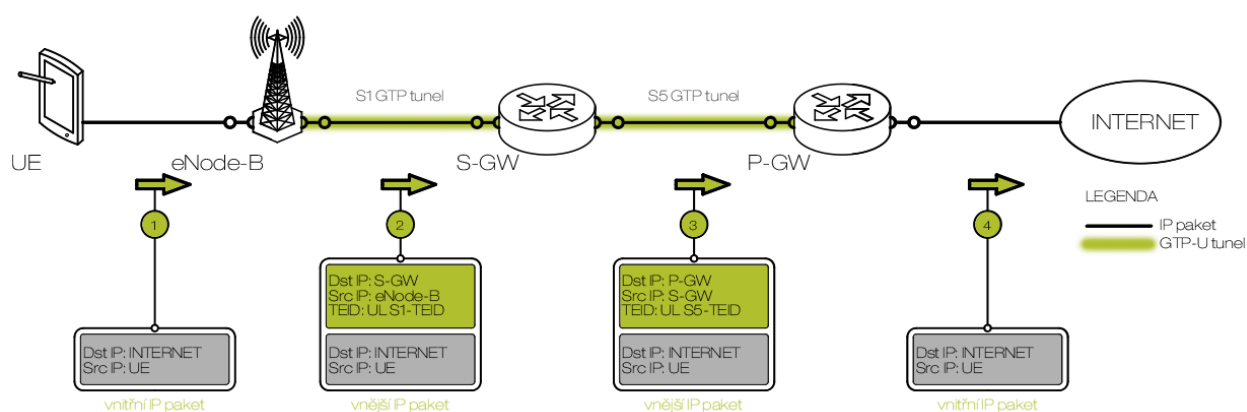 S1 GTP tunel
S5 GTP tunel
INTERNET
UE
eNode-B
S-GW
P-GW
LEGENDA
IP paket
GTP-U tunel
1
2
3
4
Dst IP: INTERNET
Src IP: UE
vnitřní IP paket
Dst IP: S-GW
Src IP: eNode-B
TEID: UL S1-TEID
Dst IP: INTERNET
Src IP: UE
vnější IP paket
Dst IP: P-GW
Src IP: S-GW
TEID: UL S5-TEID
Dst IP: INTERNET
Src IP: UE
vnější IP paket
Dst IP: INTERNET
Src IP: UE
vnitřní IP paket